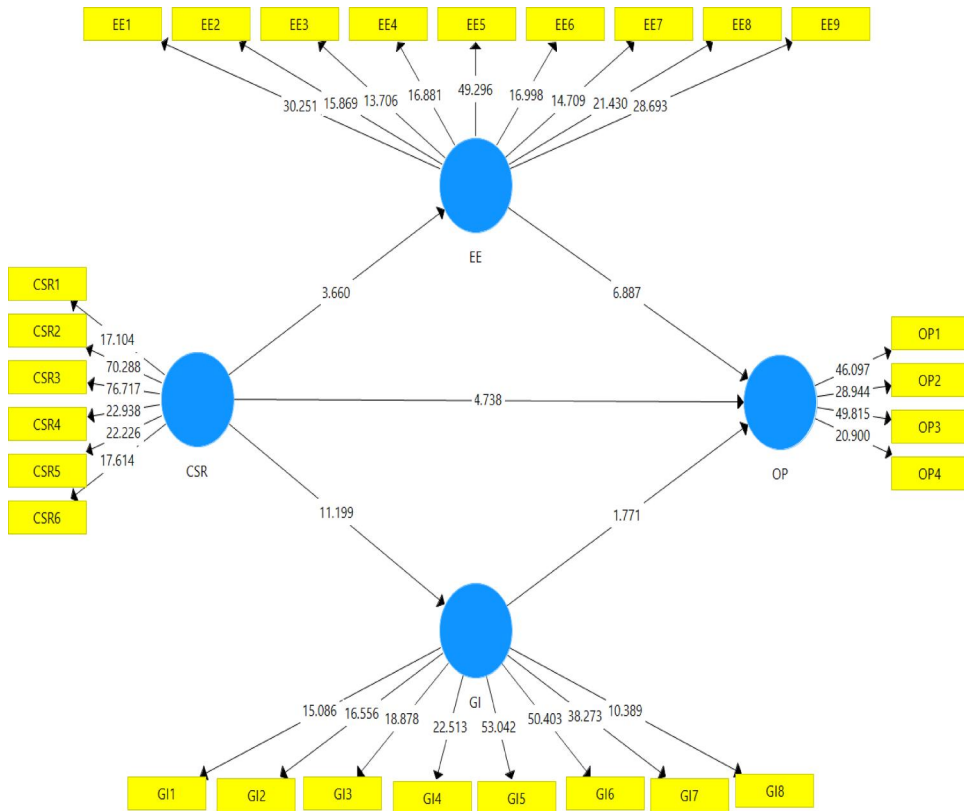 EE1 EE2 EE3 EE4 EE5 EE6 EE7 EE8 EE9
30.251 15.869 13.706 16.881 49.296 16.998 14.709 21.430 28.693
EE
CSR1
CSR2
CSR3
CSR4
CSR5
CSR6
17.104
70.288
76.717
22.938
22.226
17.614
CSR
3.660
6.887
4.738
11.199
1.771
OP
46.097
28.944
49.815
20.900
OP1
OP2
OP3
OP4
GI
15.086 16.556 18.878 22.513 53.042 50.403 38.273 10.389
GI1 GI2 GI3 GI4 GI5 GI6 GI7 GI8